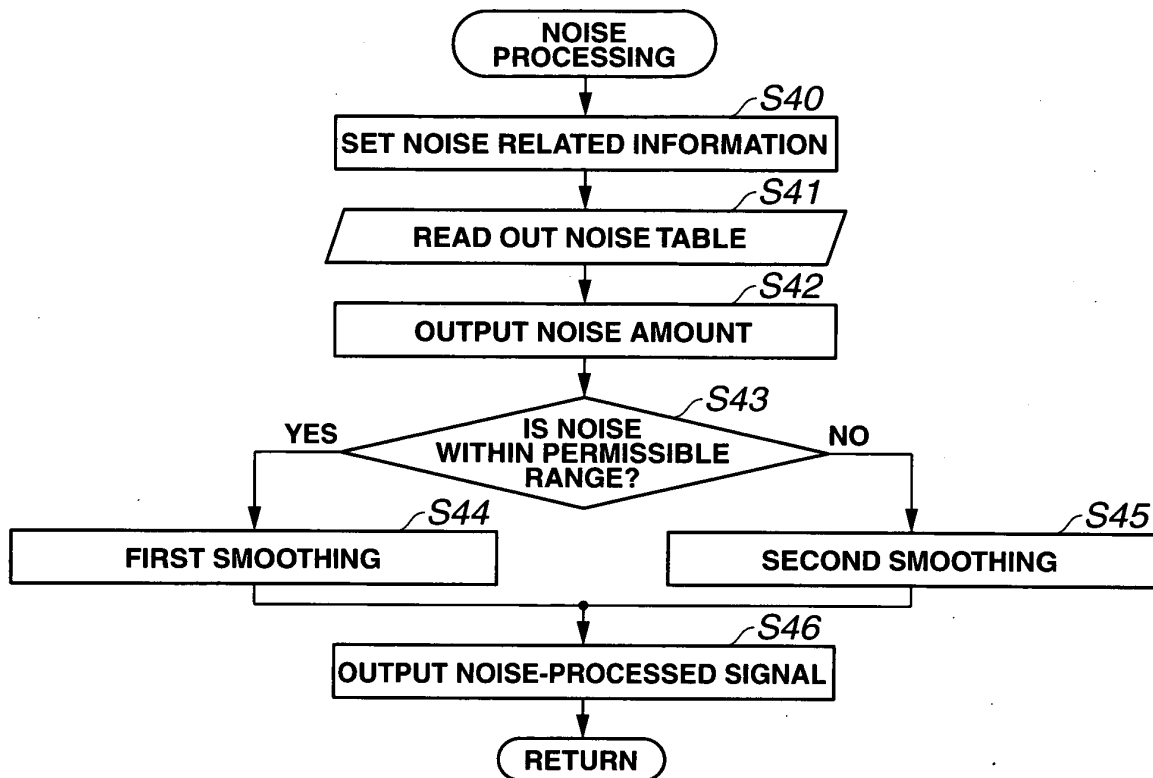 NOISE
PROCESSING
S40
SET NOISE RELATED INFORMATION
S41
READ OUT NOISE TABLE
S42
OUTPUT NOISE AMOUNT
S43
IS NOISE
WITHIN PERMISSIBLE
RANGE?
YES
NO
S44
FIRST SMOOTHING
S45
SECOND SMOOTHING
S46
OUTPUT NOISE-PROCESSED SIGNAL
RETURN